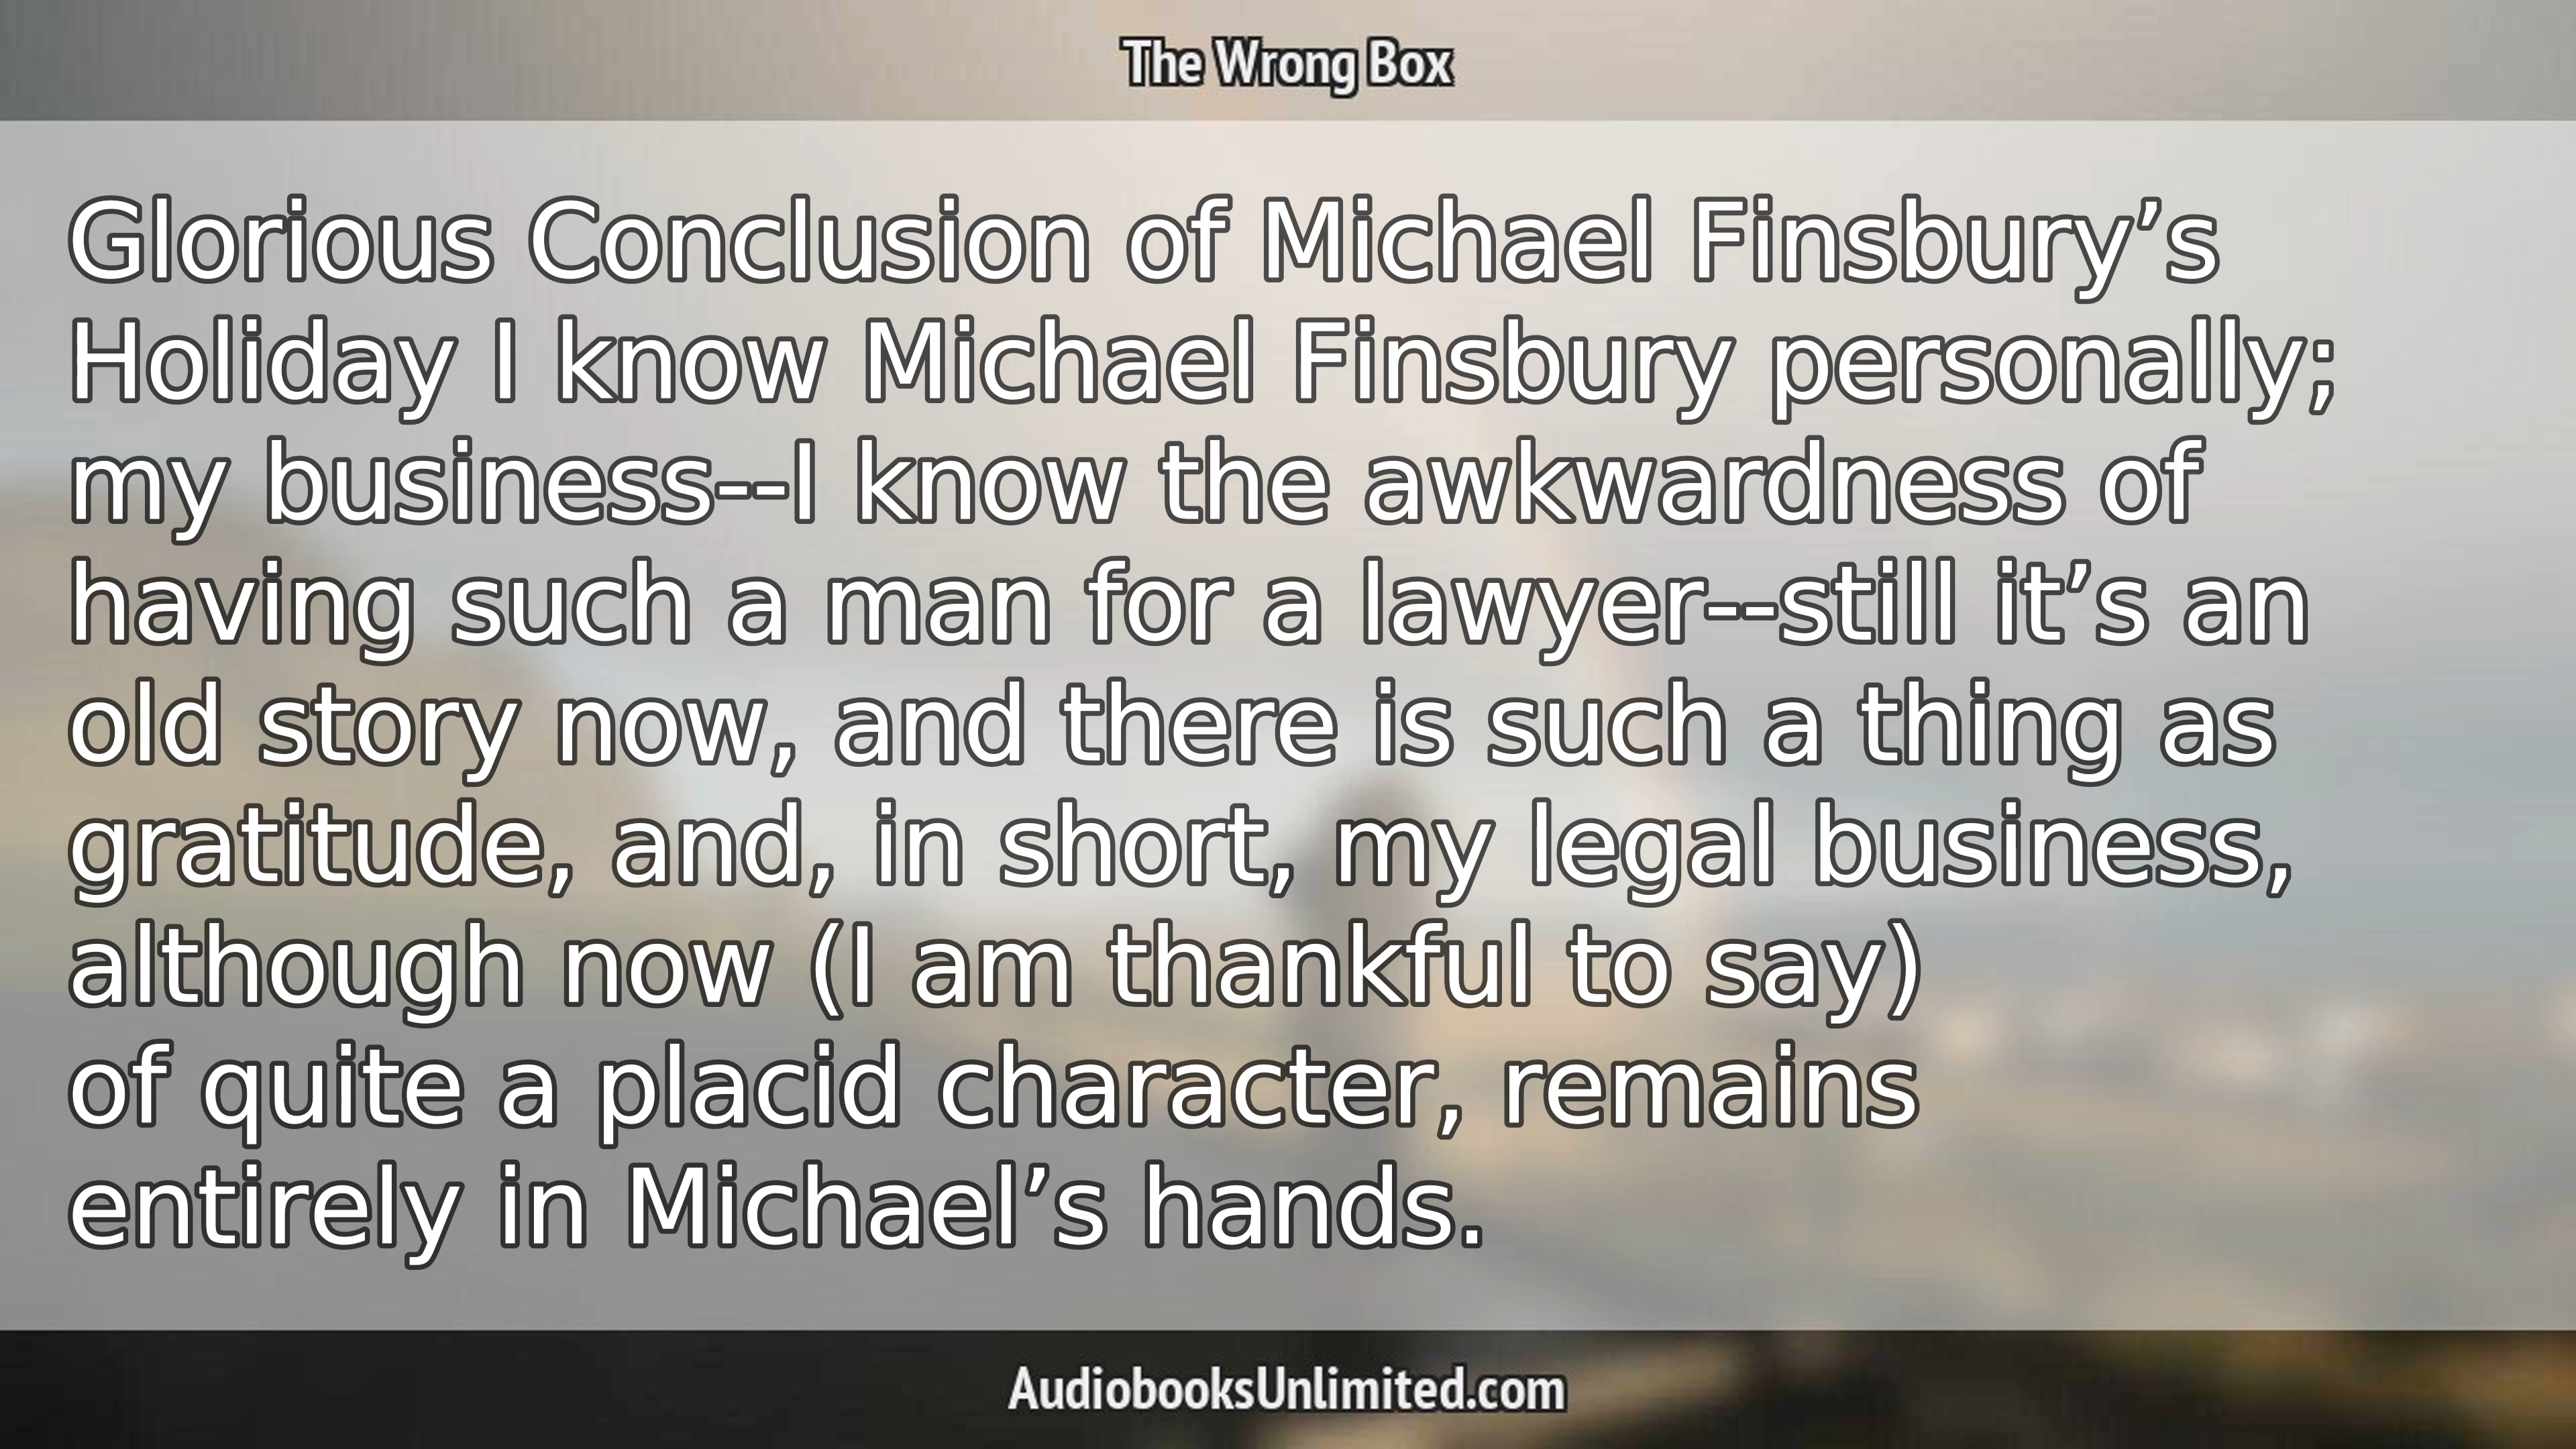 The Wrong Box
Glorious Conclusion of Michael Finsbury’s
Holiday I know Michael Finsbury personally;
my business--I know the awkwardness of
having such a man for a lawyer--still it’s an
old story now, and there is such a thing as
gratitude, and, in short, my legal business,
although now (I am thankful to say)
of quite a placid character, remains
entirely in Michael’s hands.
AudiobooksUnlimited.com